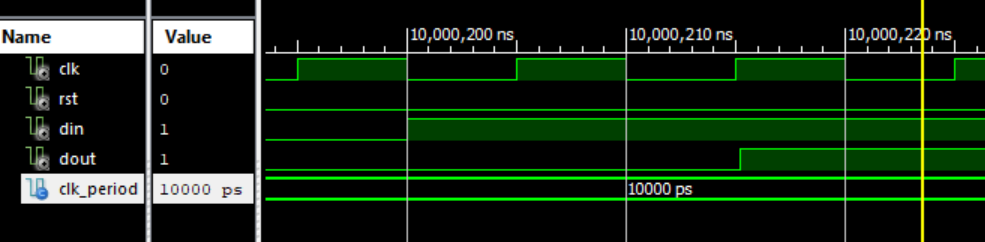 Name Value 10,000,200 ns 10,000,210 ns 10,000,220 ns
clk 0
rst 0
din 1
dout 1
clk_period 10000 ps 10000 ps